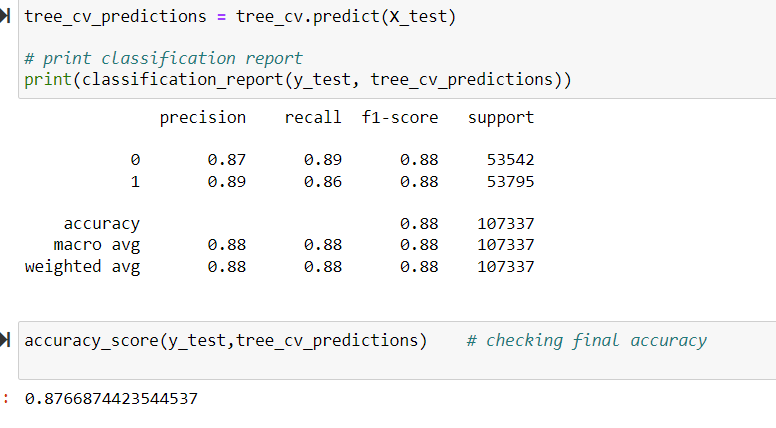 tree_cv_predictions = tree_cv.predict(X_test)
# print classification report
print(classification_report(y_test, tree_cv_predictions))
precision recall f1-score support
0 0.87 0.89 0.88 53542
1 0.89 0.86 0.88 53795
accuracy 0.88 107337
macro avg 0.88 0.88 0.88 107337
weighted avg 0.88 0.88 0.88 107337
accuracy_score(y_test,tree_cv_predictions) # checking final accuracy
: 0.8766874423544537